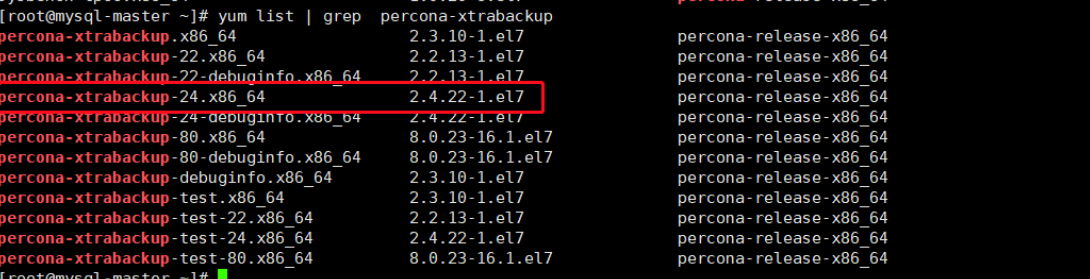 [root@mysql-master ~]# yum list | grep  percona-xtrabackup
percona-xtrabackup.x86_64 2.3.10-1.el7 percona-release-x86_64
percona-xtrabackup-22.x86_64 2.2.13-1.el7 percona-release-x86_64
percona-xtrabackup-22-debuginfo.x86_64 2.2.13-1.el7 percona-release-x86_64
percona-xtrabackup-24.x86_64 2.4.22-1.el7 percona-release-x86_64
percona-xtrabackup-24-debuginfo.x86_64 2.4.22-1.el7 percona-release-x86_64
percona-xtrabackup-80.x86_64 8.0.23-16.1.el7 percona-release-x86_64
percona-xtrabackup-80-debuginfo.x86_64 8.0.23-16.1.el7 percona-release-x86_64
percona-xtrabackup-debuginfo.x86_64 2.3.10-1.el7 percona-release-x86_64
percona-xtrabackup-test.x86_64 2.3.10-1.el7 percona-release-x86_64
percona-xtrabackup-test-22.x86_64 2.2.13-1.el7 percona-release-x86_64
percona-xtrabackup-test-24.x86_64 2.4.22-1.el7 percona-release-x86_64
percona-xtrabackup-test-80.x86_64 8.0.23-16.1.el7 percona-release-x86_64
[root@mysql-master ~]#